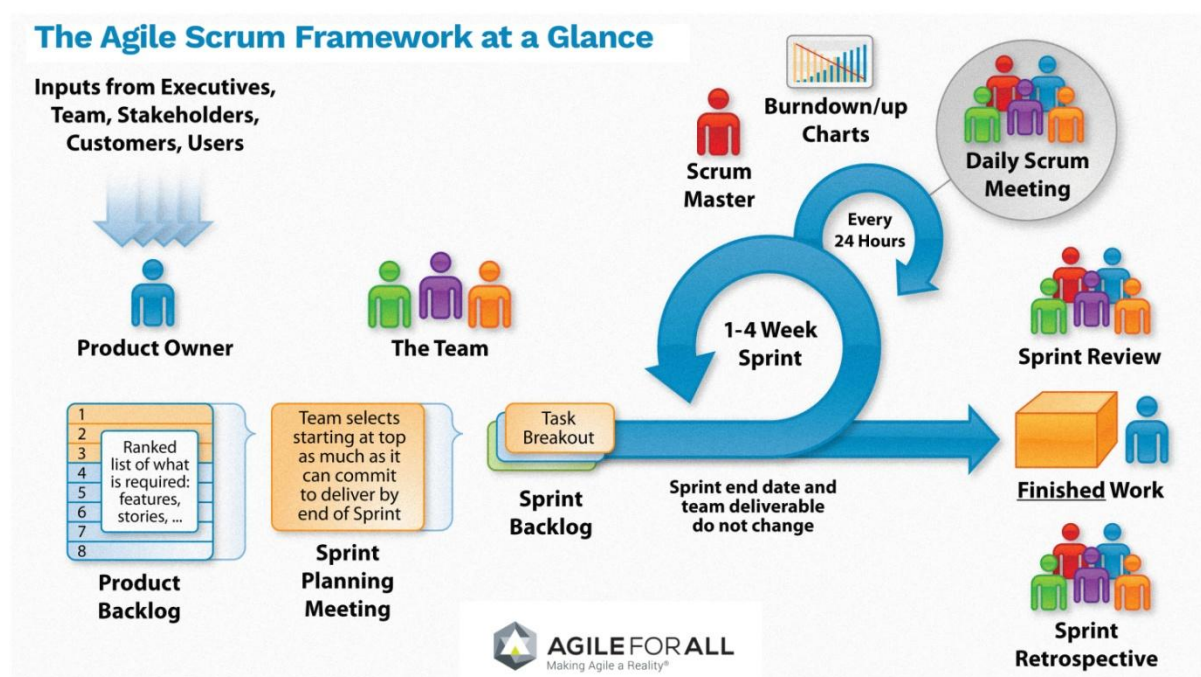 The Agile Scrum Framework at a Glance
Inputs from Executives,
Team, Stakeholders,
Customers, Users
Product Owner
The Team
Scrum
Master
Burndown/up
Charts
Daily Scrum
Meeting
Every
24 Hours
1-4 Week
Sprint
Sprint Review
1
2
3
4
5
6
7
8
Ranked
list of what
is required:
features,
stories, ...
Product
Backlog
Team selects
starting at top
as much as it
can commit
to deliver by
end of Sprint
Sprint
Planning
Meeting
Task
Breakout
Sprint
Backlog
Sprint end date and
team deliverable
do not change
Finished Work
Sprint
Retrospective
AGILEFORALL
Making Agile a Reality®